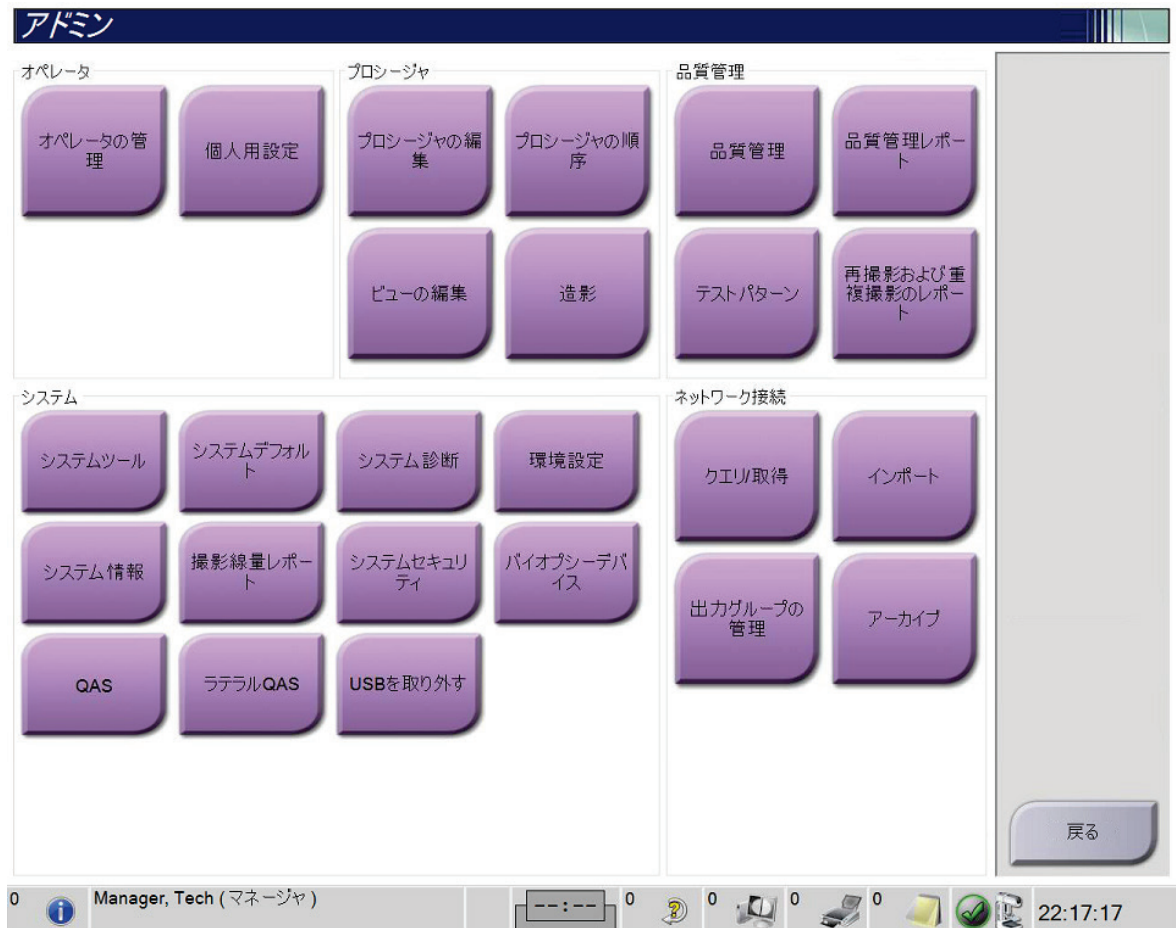 アドミン
オペレータ
オペレータの管
理
個人用設定
プロシージャ
プロシージャの編
集
プロシージャの順
序
ビューの編集
造影
品質管理
品質管理
品質管理レポー
ト
テストパターン
再撮影および重
複撮影のレポー
ト
システム
システムツール
システムデフォル
ト
システム診断
環境設定
システム情報
撮影線量レポー
ト
システムセキュリ
ティ
バイオプシーデバ
イス
QAS
ラテラルQAS
USBを取り外す
ネットワーク接続
クエリ/取得
インポート
出力グループの
管理
アーカイブ
戻る
0
Manager, Tech (マネージャ)
--:--
0
0
0
0
22:17:17